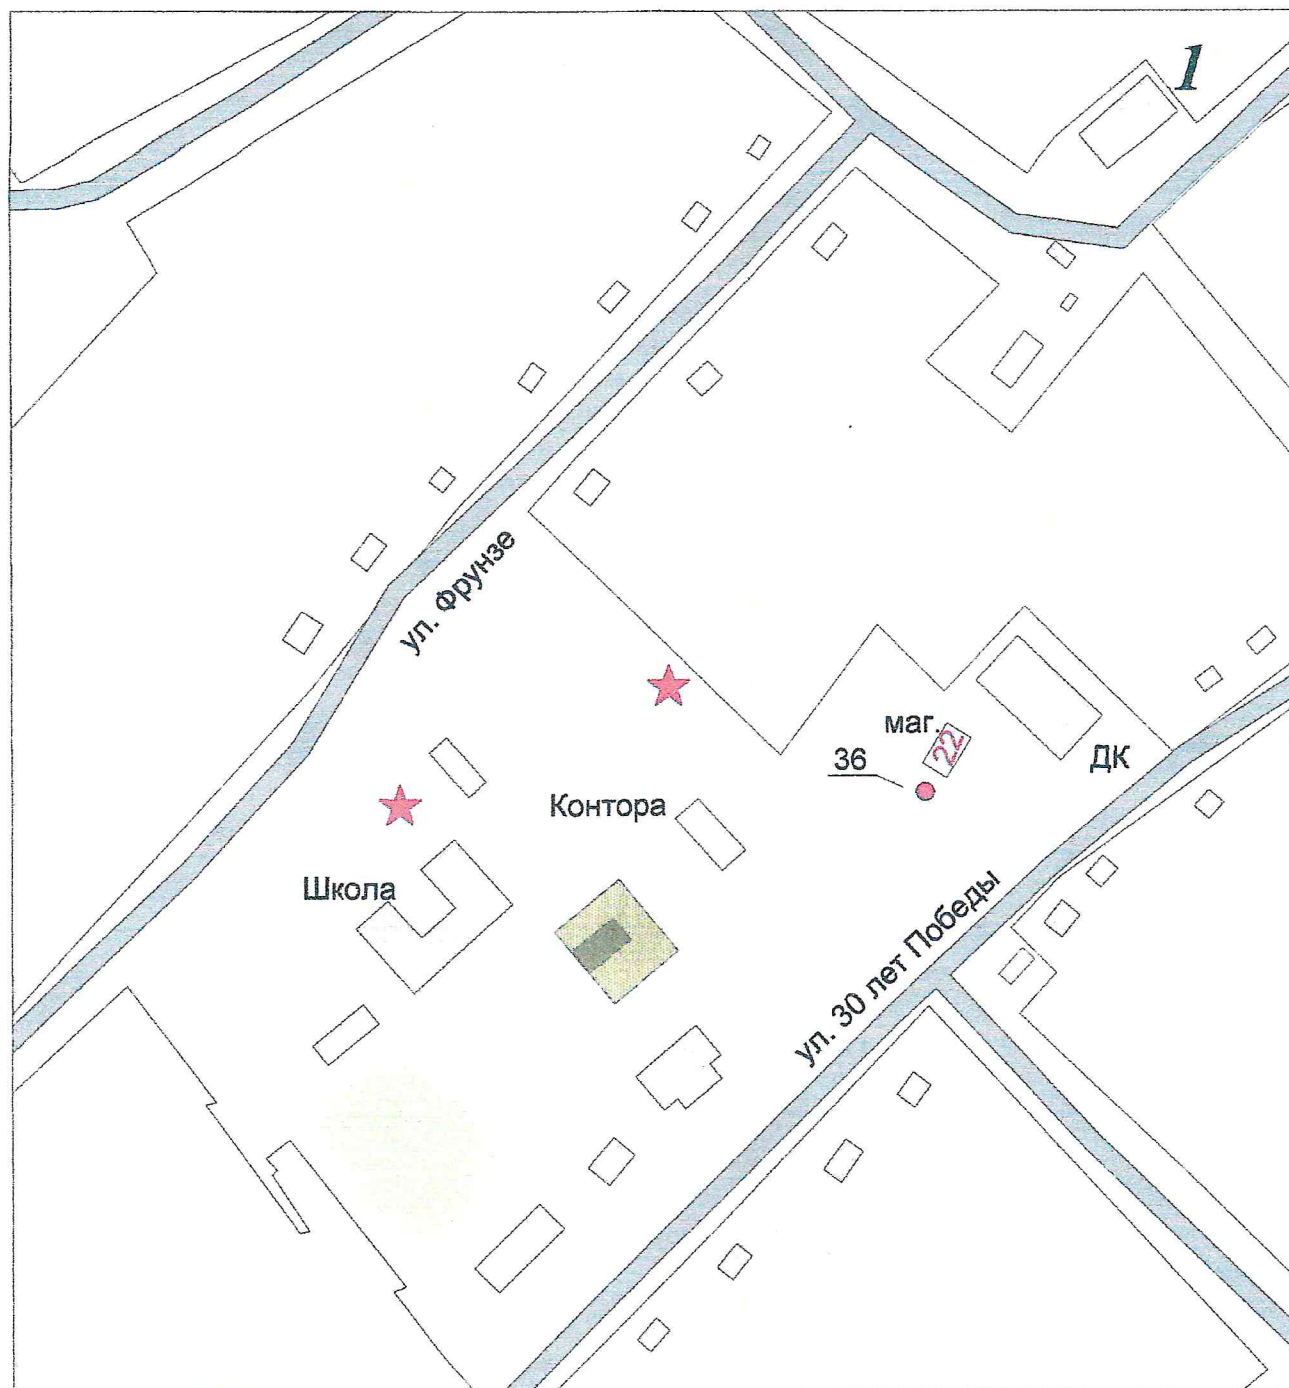 1
ул. Фрунзе
маг.
22
36
ДК
Контора
Школа
ул. 30 лет Победы